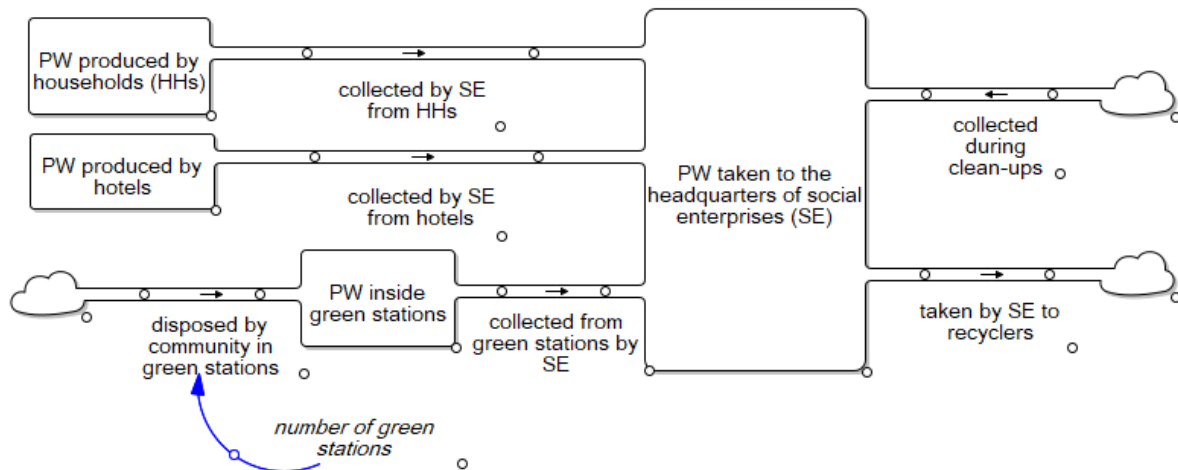 PW produced by
households (HHs)
collected by SE
from HHs
PW produced by
hotels
collected by SE
from hotels
PW inside
green stations
disposed by
community in
green stations
collected from
green stations by
SE
number of green
stations
PW taken to the
headquarters of social
enterprises (SE)
collected
during
clean-ups
taken by SE to
recyclers